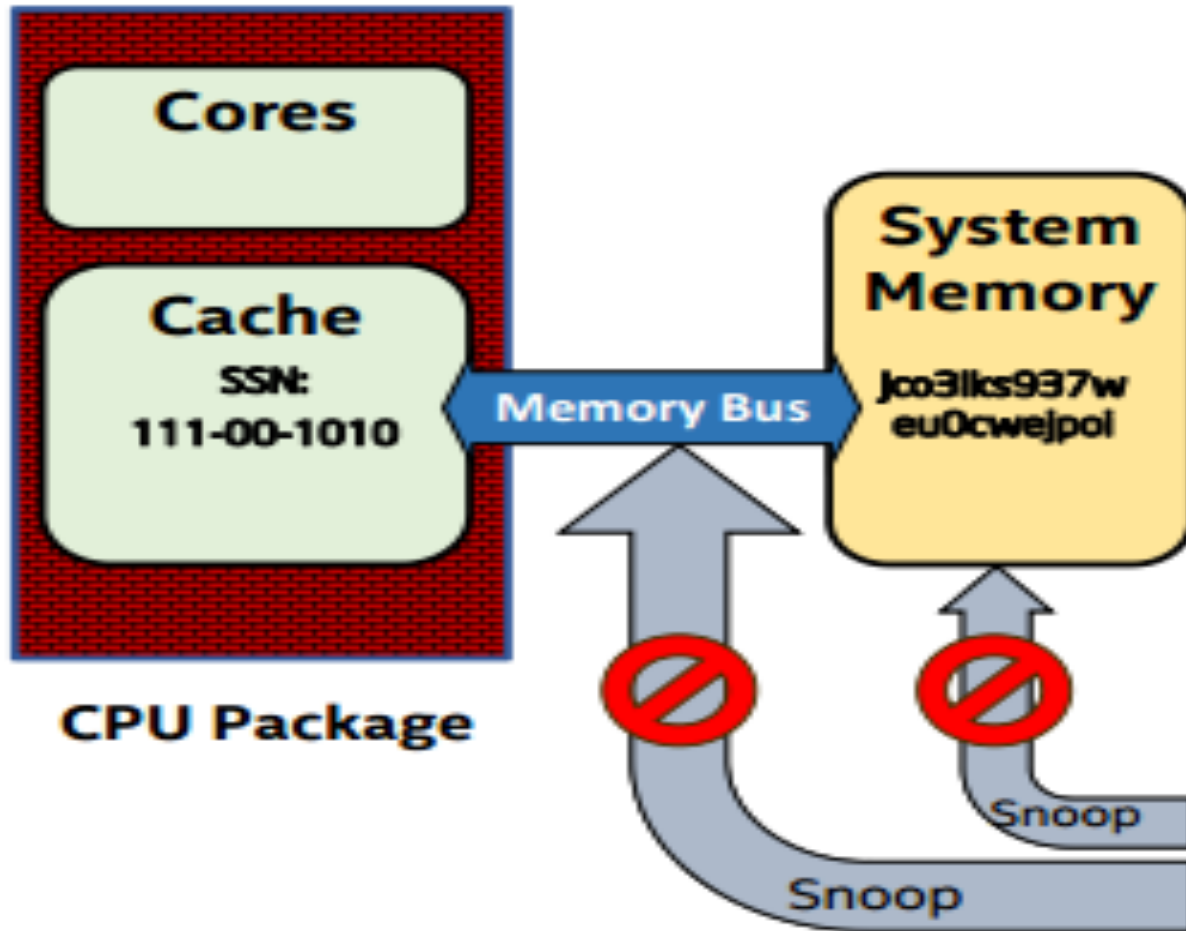 Cores
Cache
SSN:
111-00-1010
Memory Bus
System
Memory
Jco3lks937w
eu0cwejpoi
CPU Package
Snoop
Snoop